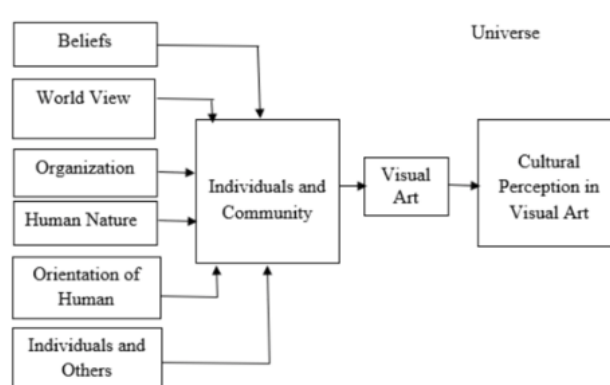 Beliefs
Universe
World View
Organization
Human Nature
Orientation of
Human
Individuals and
Others
Individuals and
Community
Visual
Art
Cultural
Perception in
Visual Art